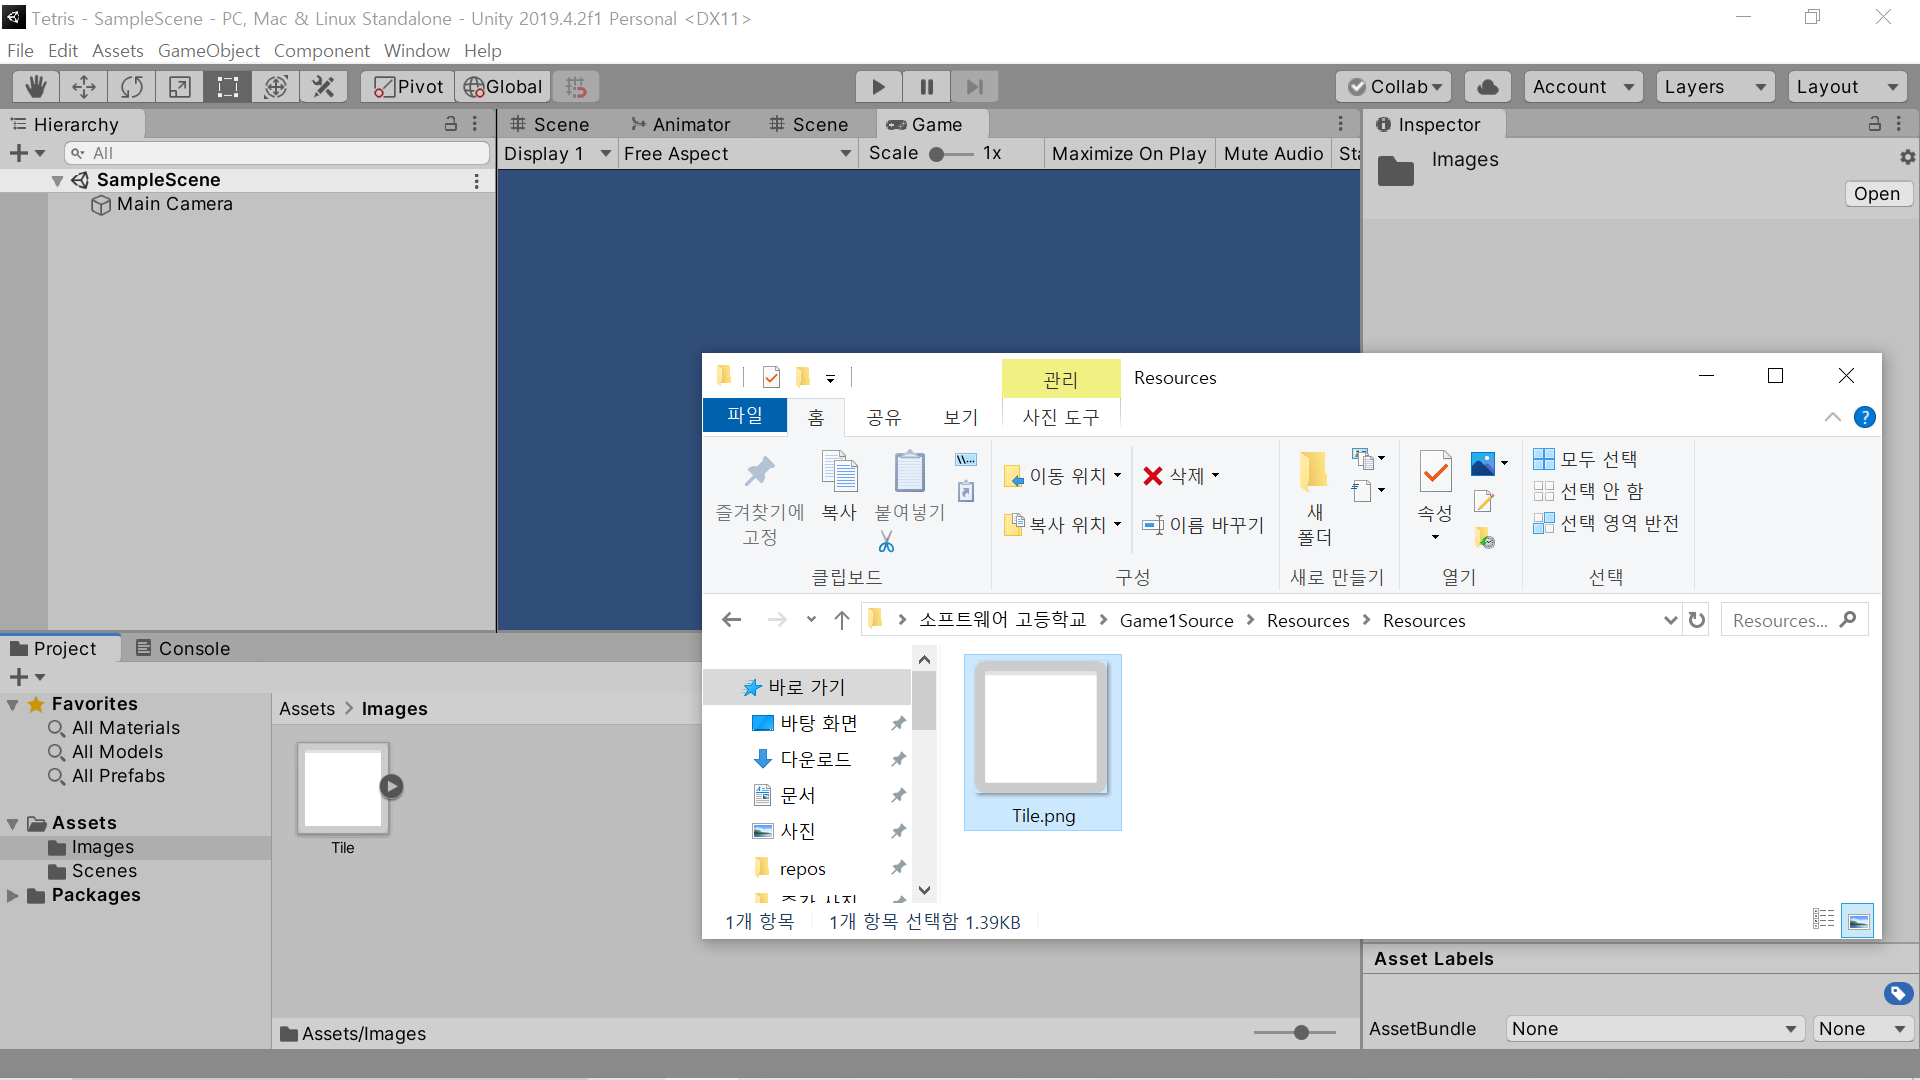 Tetris - SampleScene - PC, Mac & Linux Standalone - Unity 2019.4.2f1 Personal <DX11>
File Edit Assets GameObject Component Window Help
Pivot Global Collab Account Layers Layout
Hierarchy Scene Animator Scene Game Inspector
All Display 1 Free Aspect Scale 1x Maximize On Play Mute Audio Sta
Images
Open
SampleScene
Main Camera
관리 Resources
파일 홈 공유 보기 사진 도구
즐겨찾기에 고정 복사 붙여넣기
\\...
이동 위치 삭제
복사 위치 이름 바꾸기
새 폴더
속성
모두 선택
선택 안 함
선택 영역 반전
클립보드 구성 새로 만들기 열기 선택
소프트웨어 고등학교 Game1Source Resources Resources Resources...
바로 가기
바탕 화면
다운로드
문서
사진
repos
Tile.png
1개 항목 1개 항목 선택함 1.39KB
Project Console
Favorites
All Materials
All Models
All Prefabs
Assets
Images
Scenes
Packages
Assets > Images
Tile
Assets/Images
Asset Labels
AssetBundle None None